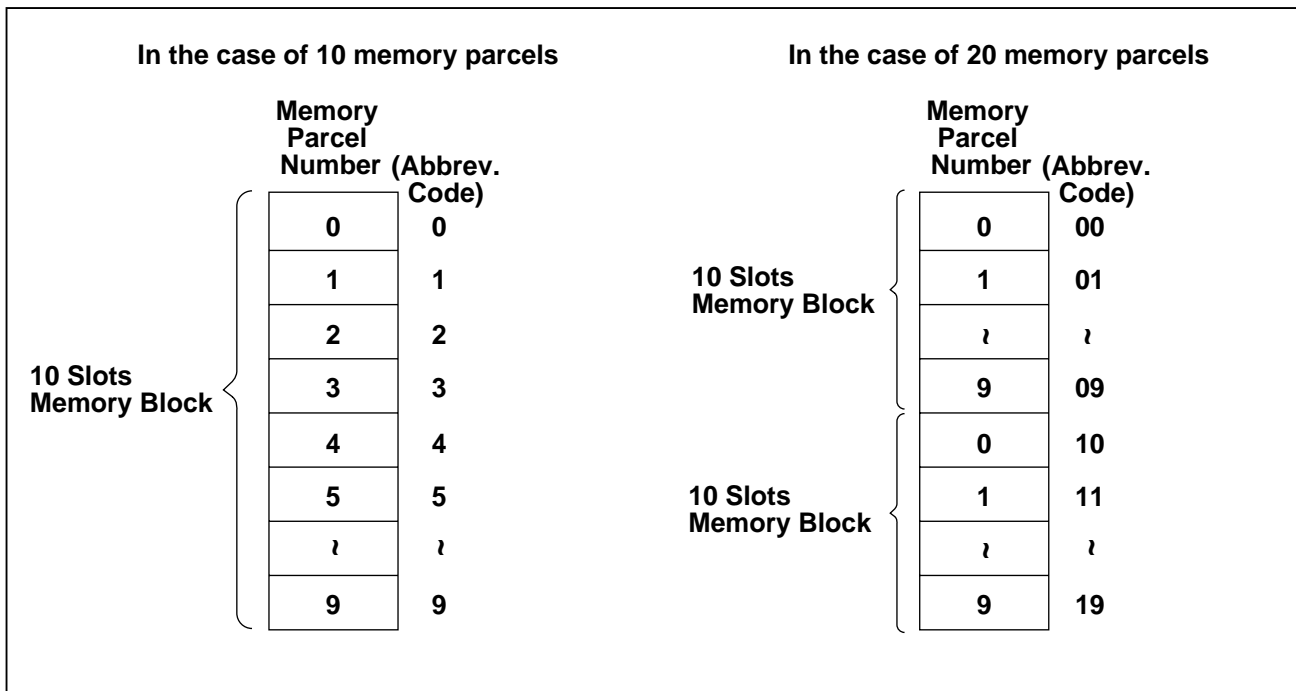 In the case of 10 memory parcels
Memory
Parcel
Number (Abbrev.
Code)
0 0
1 1
2 2
3 3
4 4
5 5
≀ ≀
9 9
10 Slots
Memory Block
In the case of 20 memory parcels
Memory
Parcel
Number (Abbrev.
Code)
0 00
1 01
≀ ≀
9 09
0 10
1 11
≀ ≀
9 19
10 Slots
Memory Block
10 Slots
Memory Block